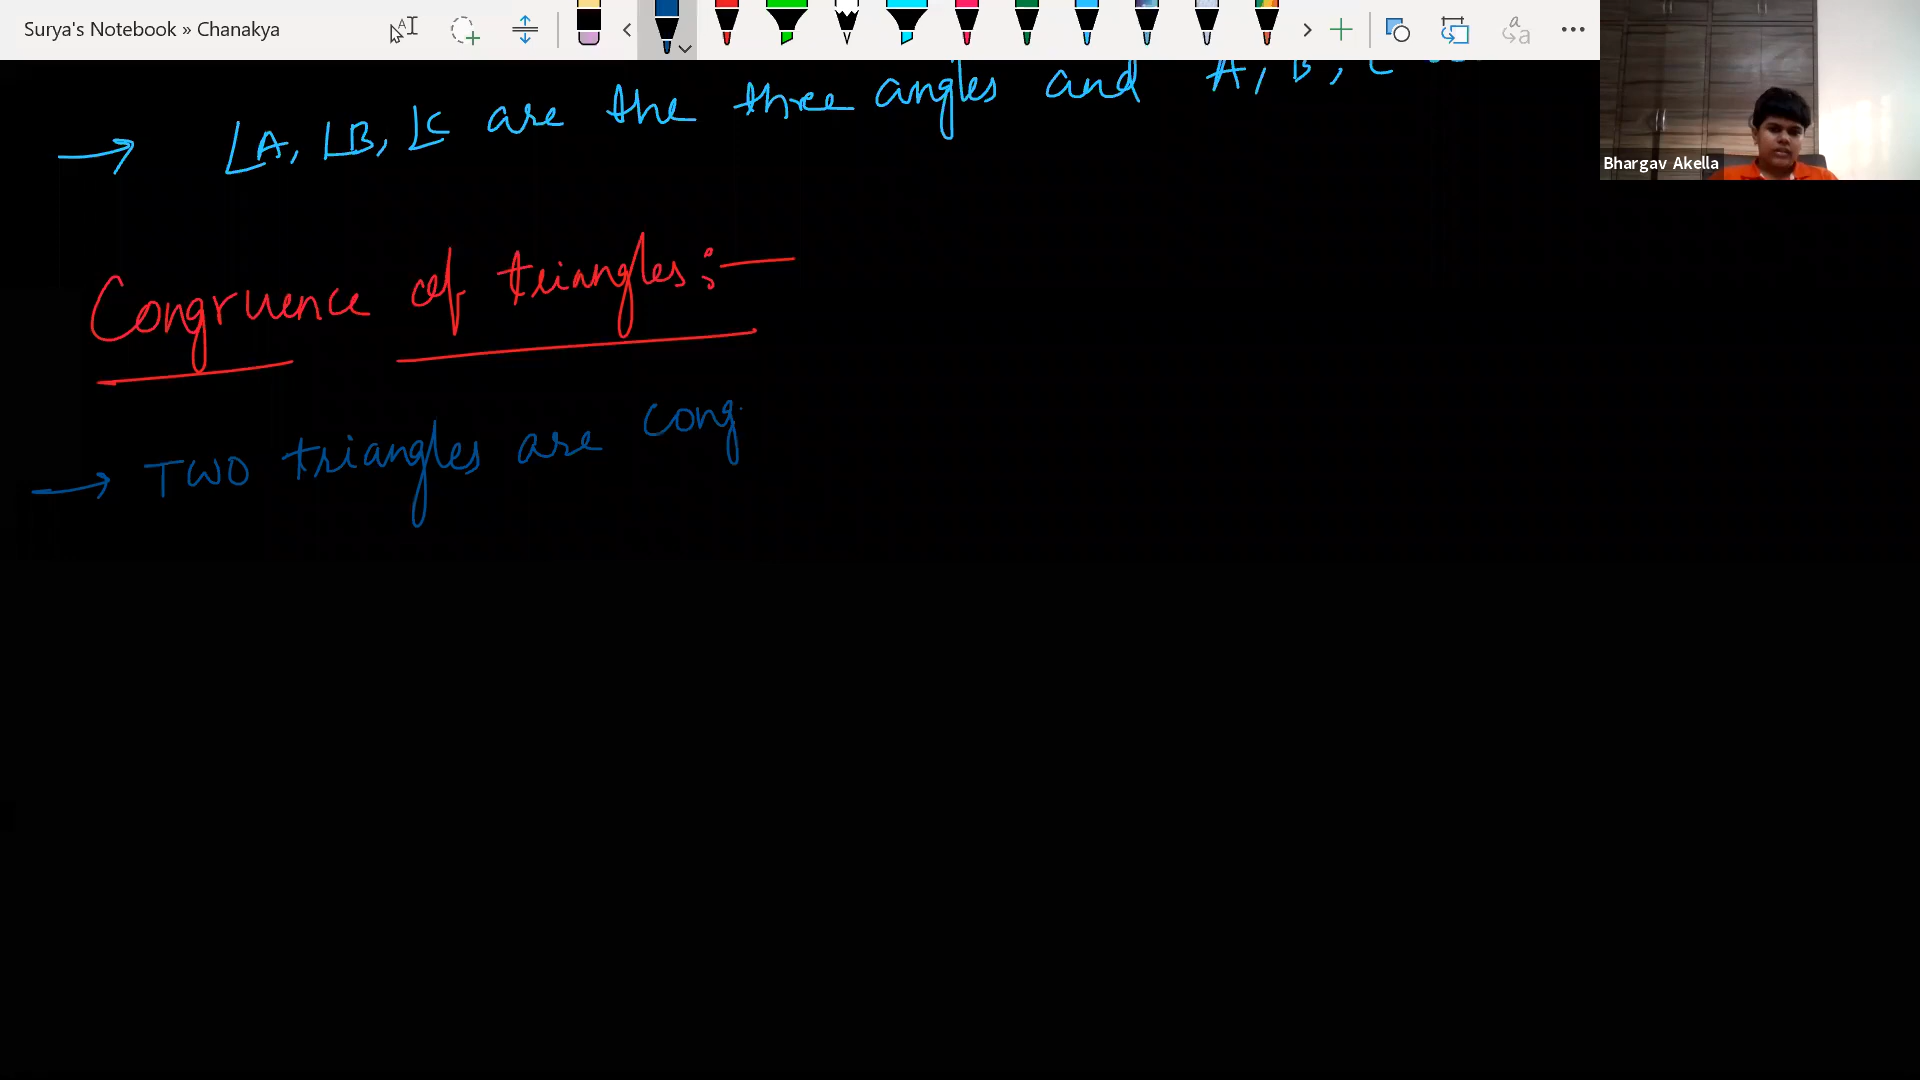 Surya's Notebook » Chanakya
Bhargav Akella
→ ∠A, ∠B, ∠C are the three angles and A, B, C
Congruence of triangles:—
→ Two triangles are cong